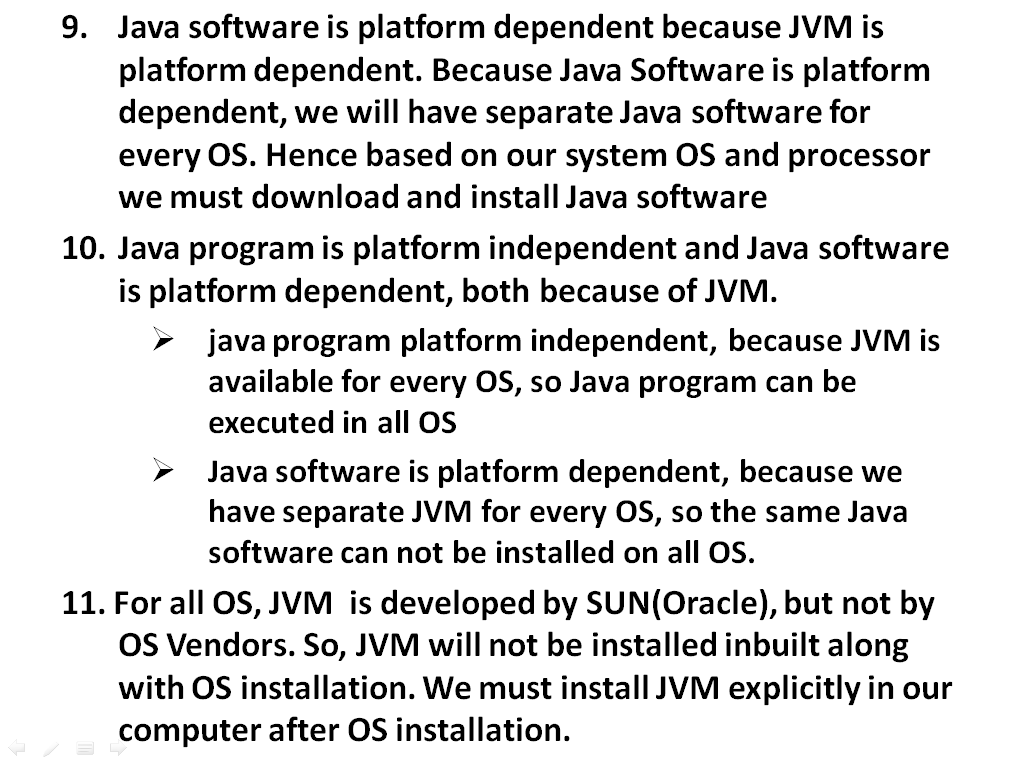 9. Java software is platform dependent because JVM is
platform dependent. Because Java Software is platform
dependent, we will have separate Java software for
every OS. Hence based on our system OS and processor
we must download and install Java software
10. Java program is platform independent and Java software
is platform dependent, both because of JVM.
➢ java program platform independent, because JVM is
available for every OS, so Java program can be
executed in all OS
➢ Java software is platform dependent, because we
have separate JVM for every OS, so the same Java
software can not be installed on all OS.
11. For all OS, JVM is developed by SUN(Oracle), but not by
OS Vendors. So, JVM will not be installed inbuilt along
with OS installation. We must install JVM explicitly in our
computer after OS installation.